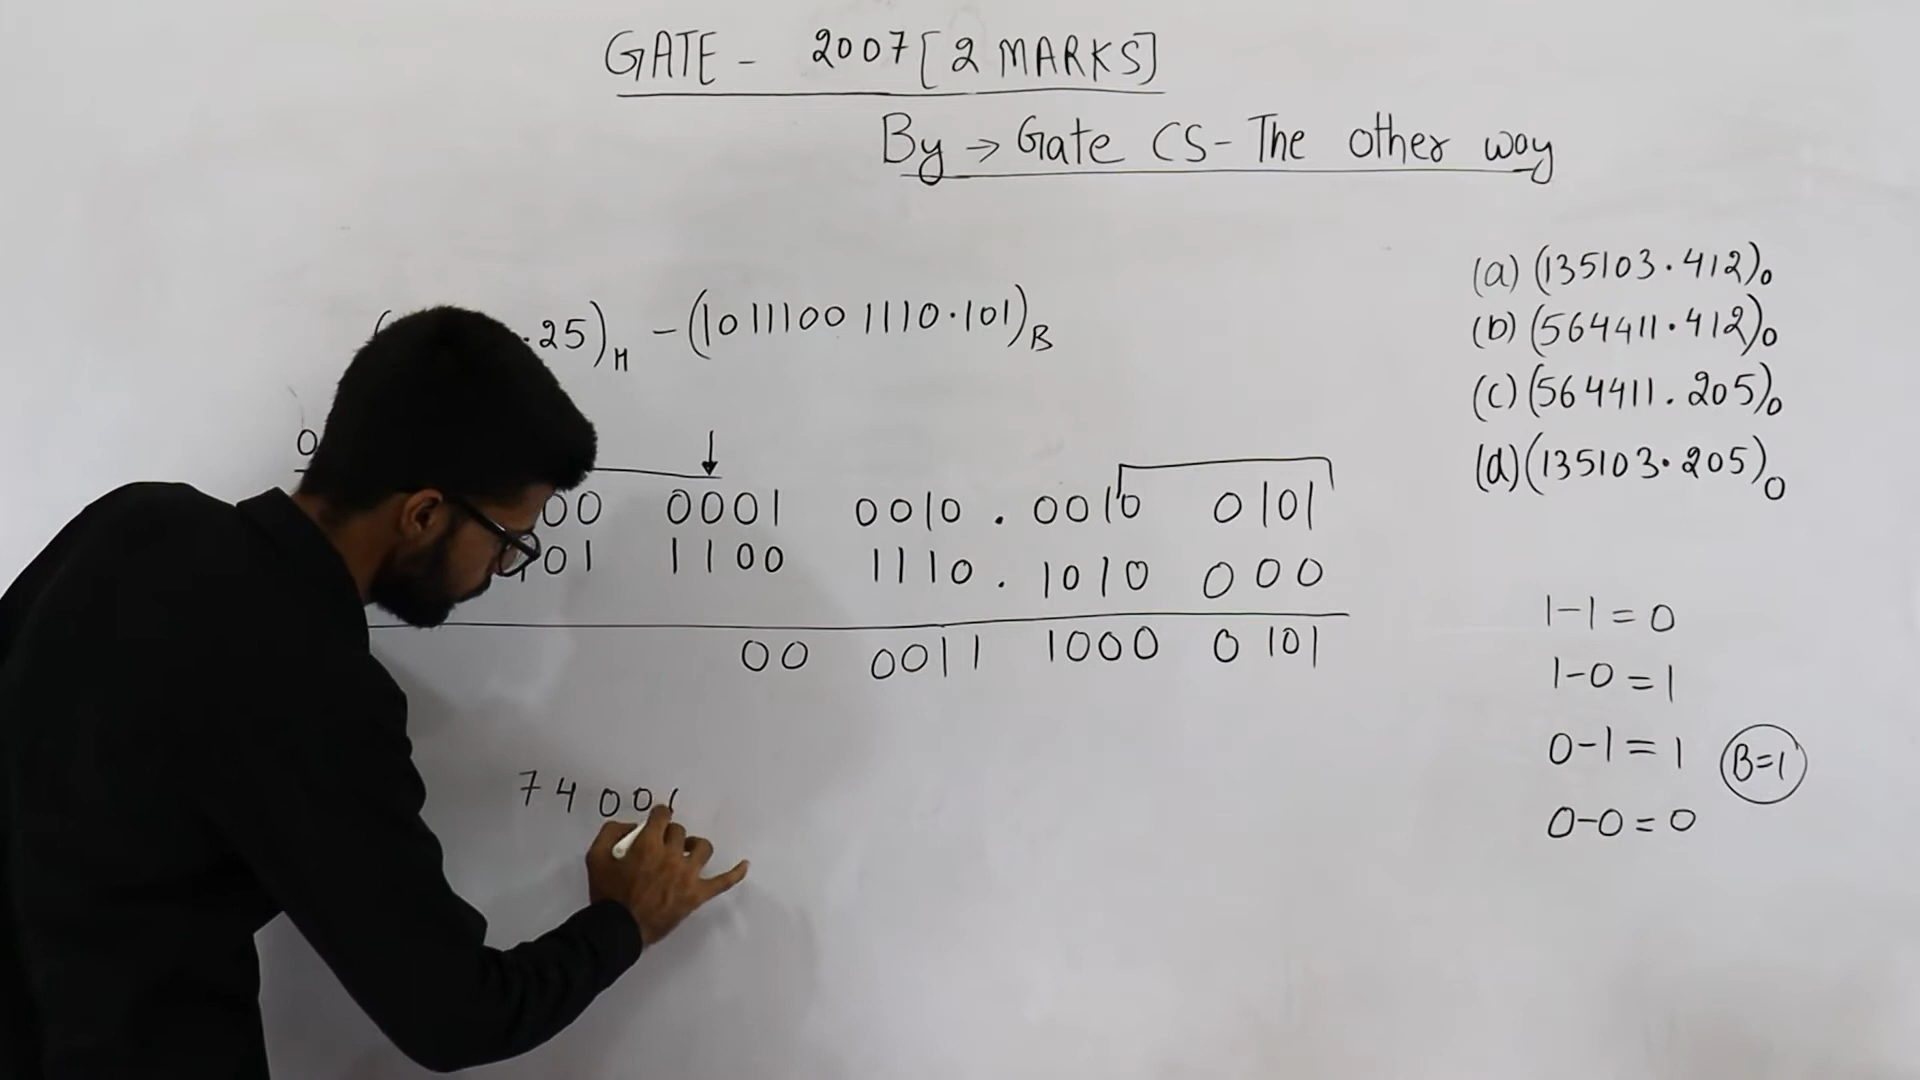 GATE - 2007 [2 MARKS]
By → Gate CS - The other way
.25)H - (10111001110.101)B
(a) (135103.412)o
(b) (564411.412)o
(c) (564411.205)o
(d) (135103.205)o
0
00 0001 0010 . 0010 0101
101 1100 1110 . 1010 000
00 0011 1000 0101
7400
1-1=0
1-0=1
0-1=1 B=1
0-0=0